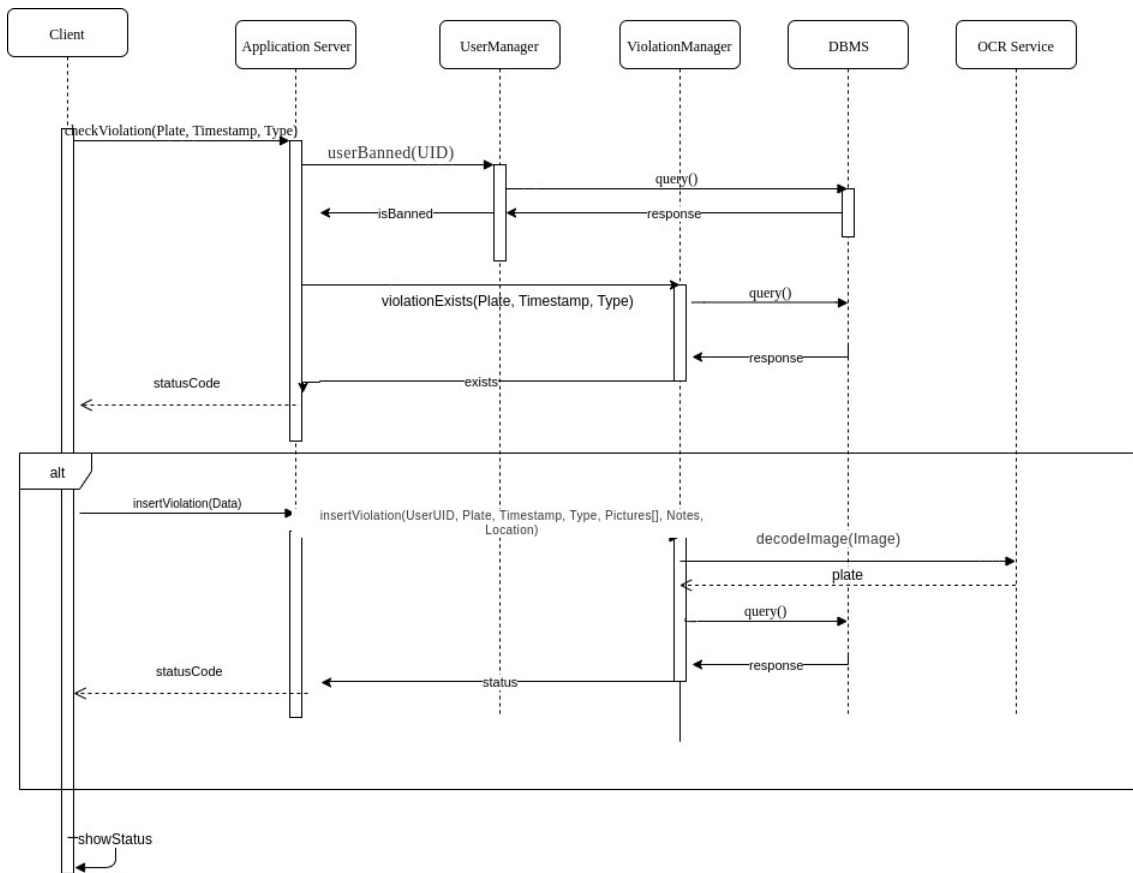 Client
Application Server
UserManager
ViolationManager
DBMS
OCR Service
checkViolation(Plate, Timestamp, Type)
userBanned(UID)
query()
isBanned
response
violationExists(Plate, Timestamp, Type)
query()
response
exists
statusCode
alt
insertViolation(Data)
insertViolation(UserUID, Plate, Timestamp, Type, Pictures[], Notes,
Location)
decodeImage(Image)
plate
query()
response
statusCode
status
showStatus